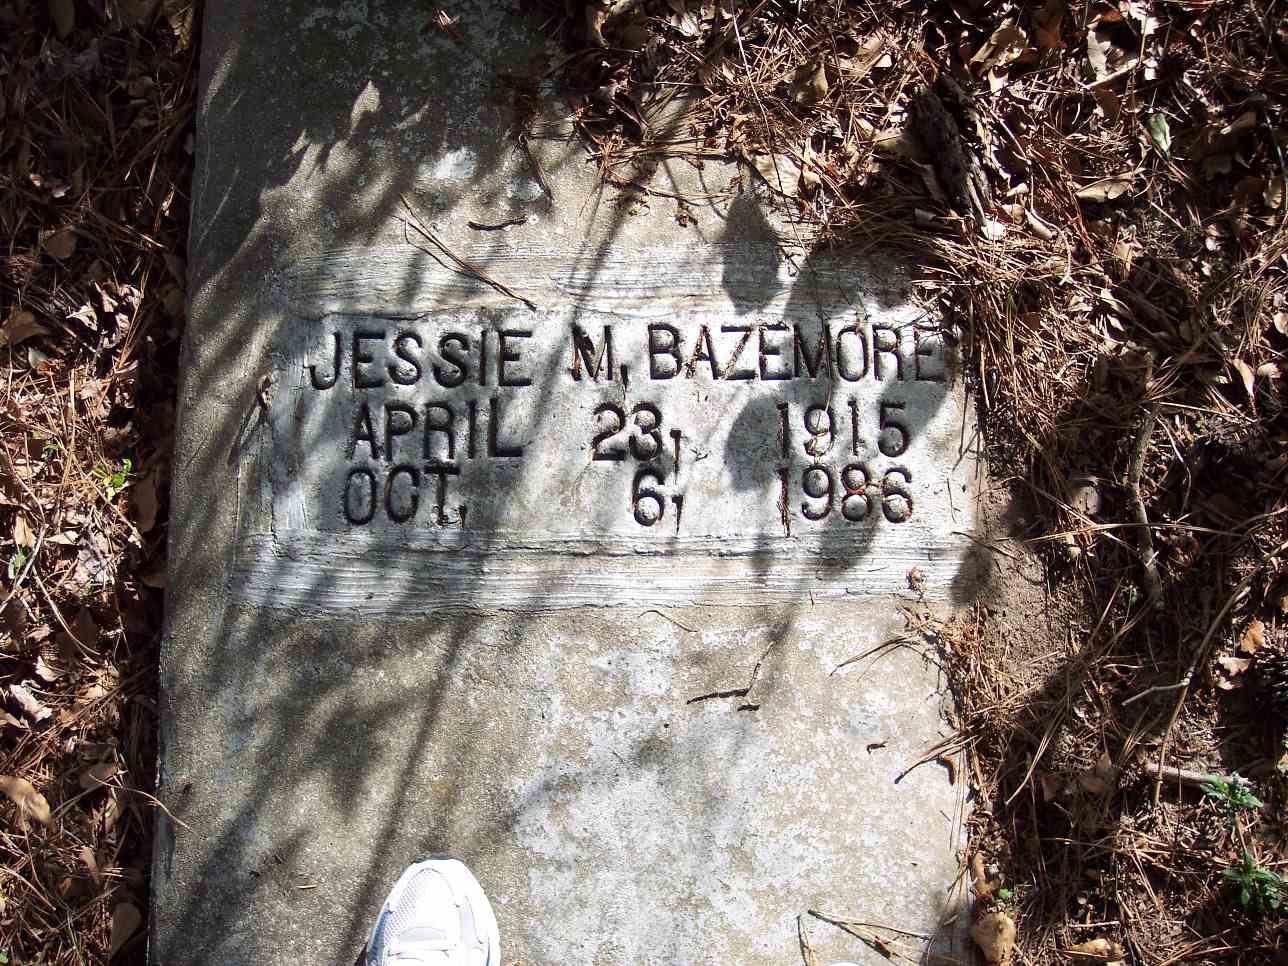 JESSIE M. BAZEMORE
APRIL 23, 1915
OCT. 6, 1986